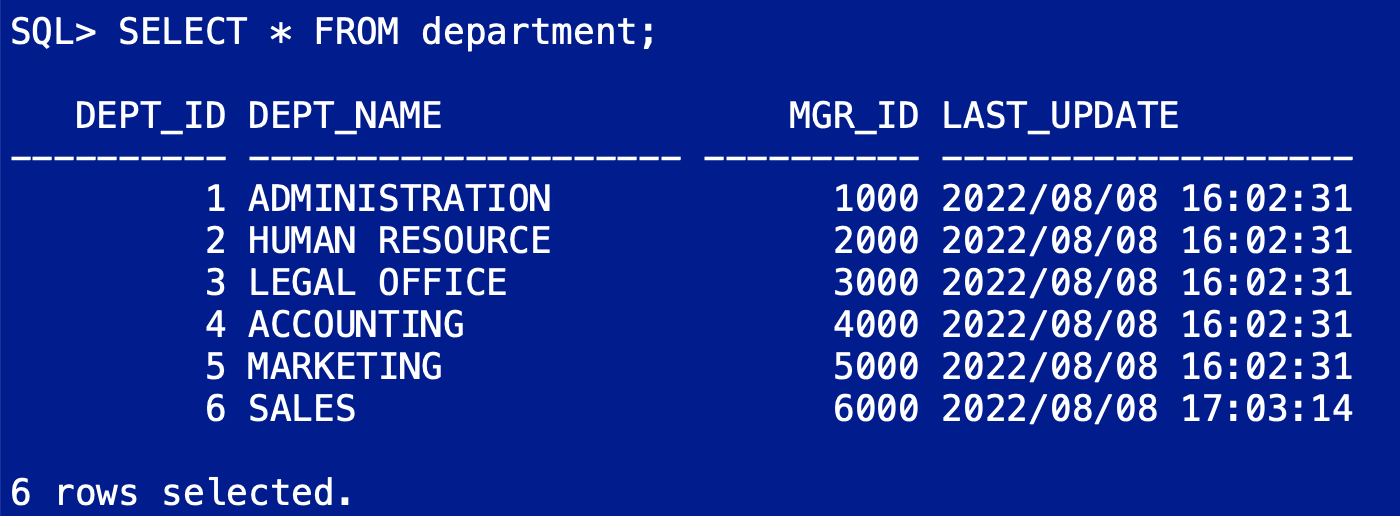 SQL> SELECT * FROM department;
DEPT_ID DEPT_NAME MGR_ID LAST_UPDATE
---------- -------------------- ---------- -------------------
1 ADMINISTRATION 1000 2022/08/08 16:02:31
2 HUMAN RESOURCE 2000 2022/08/08 16:02:31
3 LEGAL OFFICE 3000 2022/08/08 16:02:31
4 ACCOUNTING 4000 2022/08/08 16:02:31
5 MARKETING 5000 2022/08/08 16:02:31
6 SALES 6000 2022/08/08 17:03:14
6 rows selected.